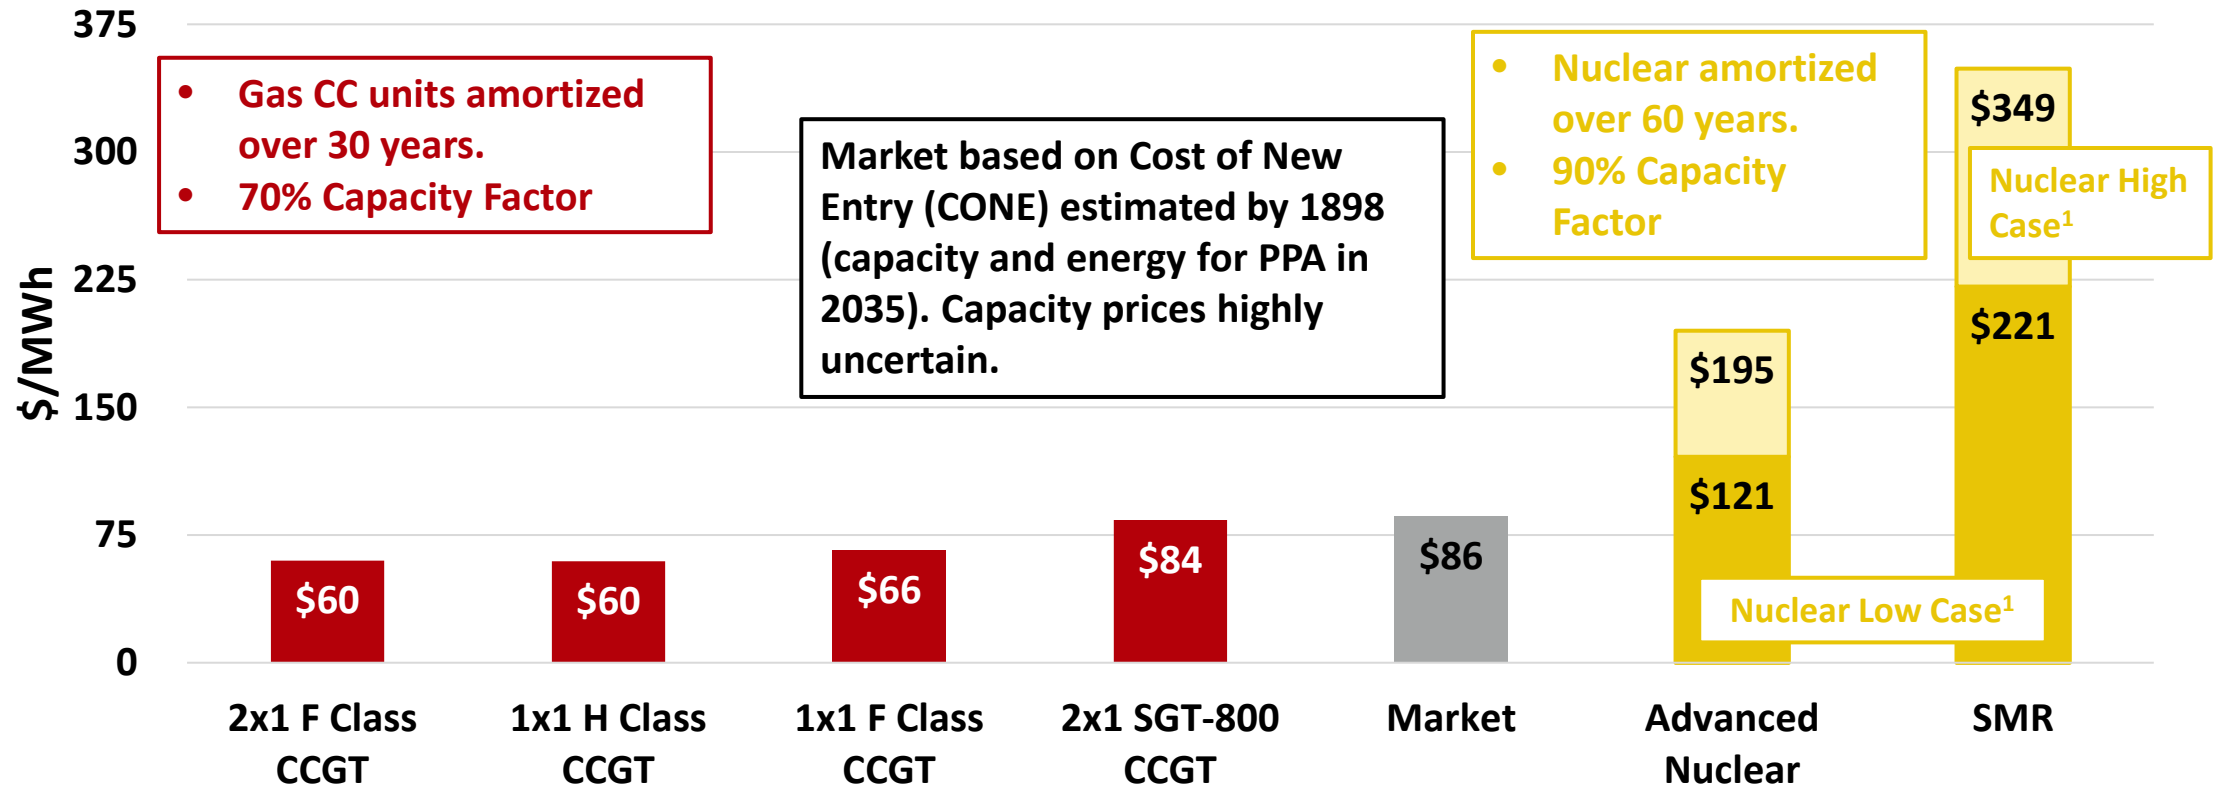 $/MWh
375
300
225
150
75
0
• Gas CC units amortized
over 30 years.
• 70% Capacity Factor
Market based on Cost of New
Entry (CONE) estimated by 1898
(capacity and energy for PPA in
2035). Capacity prices highly
uncertain.
• Nuclear amortized
over 60 years.
• 90% Capacity
Factor
$349
Nuclear High
Case¹
$221
$195
$121
Nuclear Low Case¹
$60
$60
$66
$84
$86
2x1 F Class
CCGT
1x1 H Class
CCGT
1x1 F Class
CCGT
2x1 SGT-800
CCGT
Market
Advanced
Nuclear
SMR